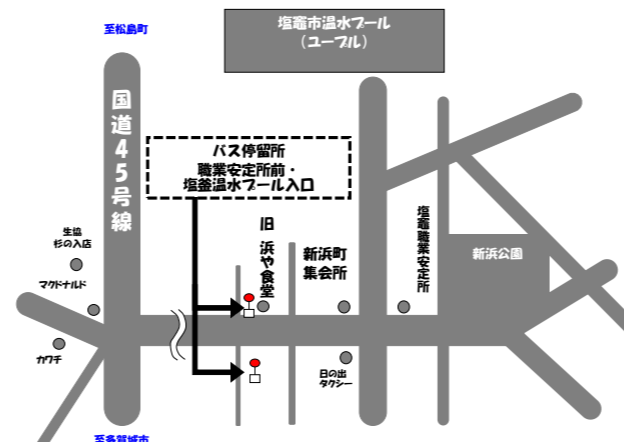 至松島町
塩竈市温水プール
（ユープル）
国道45号線
バス停留所
職業安定所前・
塩釜温水プール入口
生協
杉の入店
マクドナルド
カワチ
旧 浜や食堂
新浜町
集会所
塩竈職業安定所
新浜公園
日の出
タクシー
至多賀城市